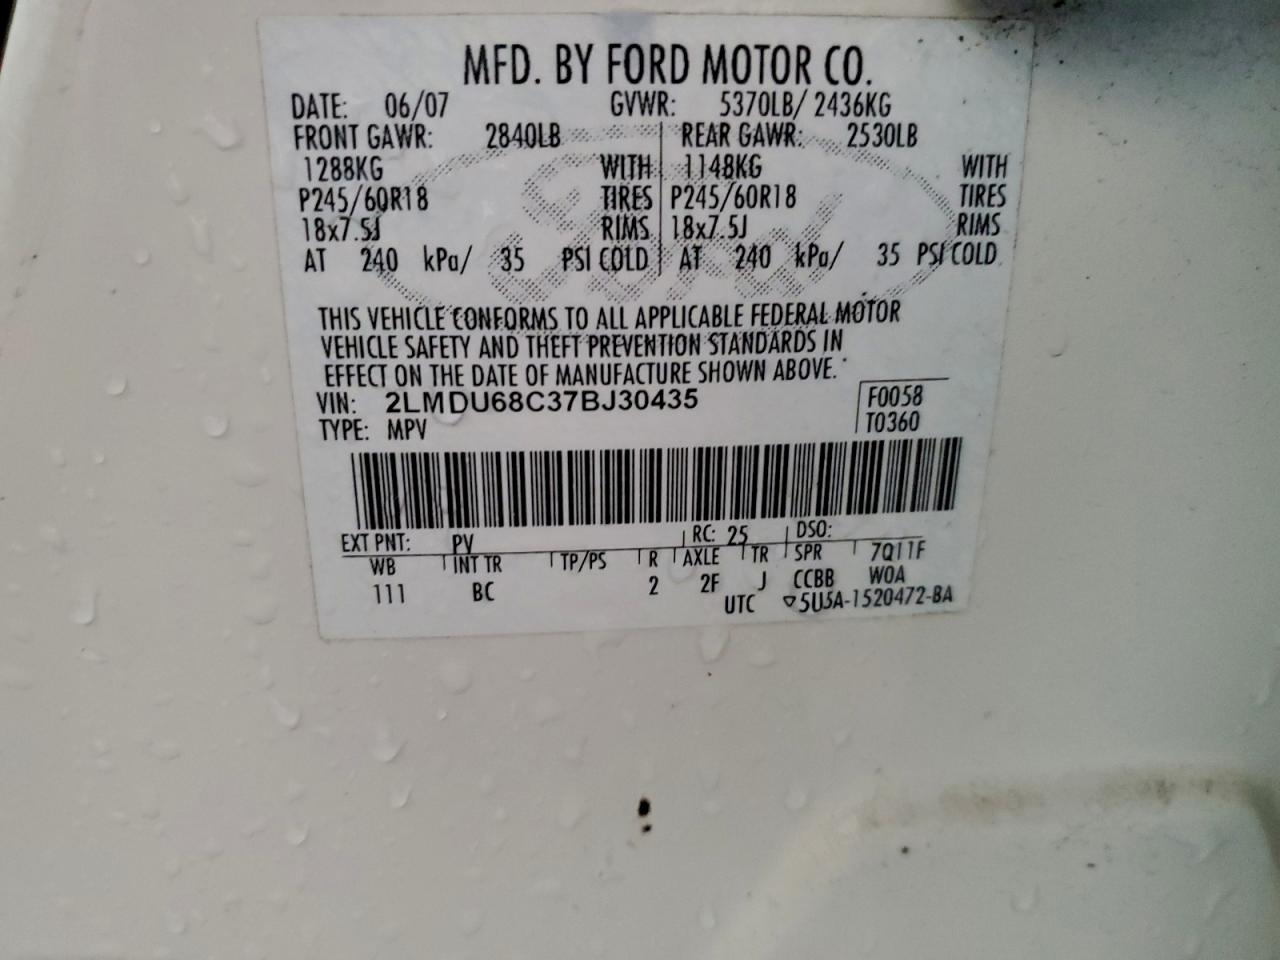 MFD. BY FORD MOTOR CO.
DATE: 06/07 GVWR: 5370LB/ 2436KG
FRONT GAWR: 2840LB REAR GAWR: 2530LB
1288KG WITH 1148KG WITH
P245/60R18 TIRES P245/60R18 TIRES
18x7.5J RIMS 18x7.5J RIMS
AT 240 kPa/ 35 PSI COLD AT 240 kPa/ 35 PSI COLD
THIS VEHICLE CONFORMS TO ALL APPLICABLE FEDERAL MOTOR
VEHICLE SAFETY AND THEFT PREVENTION STANDARDS IN
EFFECT ON THE DATE OF MANUFACTURE SHOWN ABOVE.
VIN: 2LMDU68C37BJ30435 F0058
TYPE: MPV T0360
EXT PNT: PV RC: 25 DSO:
WB INT TR TP/PS R AXLE TR SPR 7Q11F
111 BC 2 2F J CCBB WOA
UTC ▽5U5A-1520472-BA